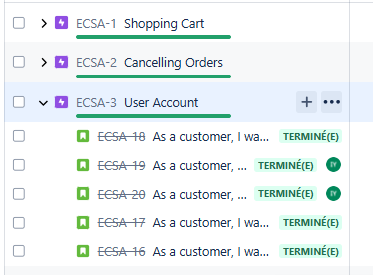 ECSA-1 Shopping Cart
ECSA-2 Cancelling Orders
ECSA-3 User Account
ECSA-18 As a customer, I wa... TERMINÉ(E)
ECSA-19 As a customer, ... TERMINÉ(E)
ECSA-20 As a customer, ... TERMINÉ(E)
ECSA-17 As a customer, I wa... TERMINÉ(E)
ECSA-16 As a customer, I wa... TERMINÉ(E)